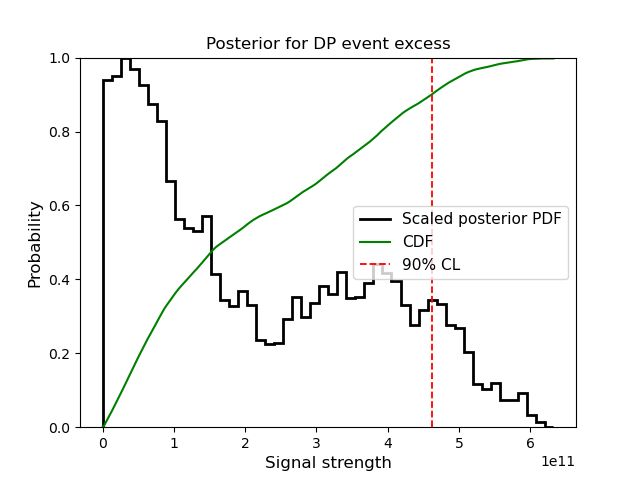 Posterior for DP event excess
1.0
0.8
0.6
0.4
0.2
0.0
Probability
Scaled posterior PDF
CDF
90% CL
0 1 2 3 4 5 6
1e11
Signal strength